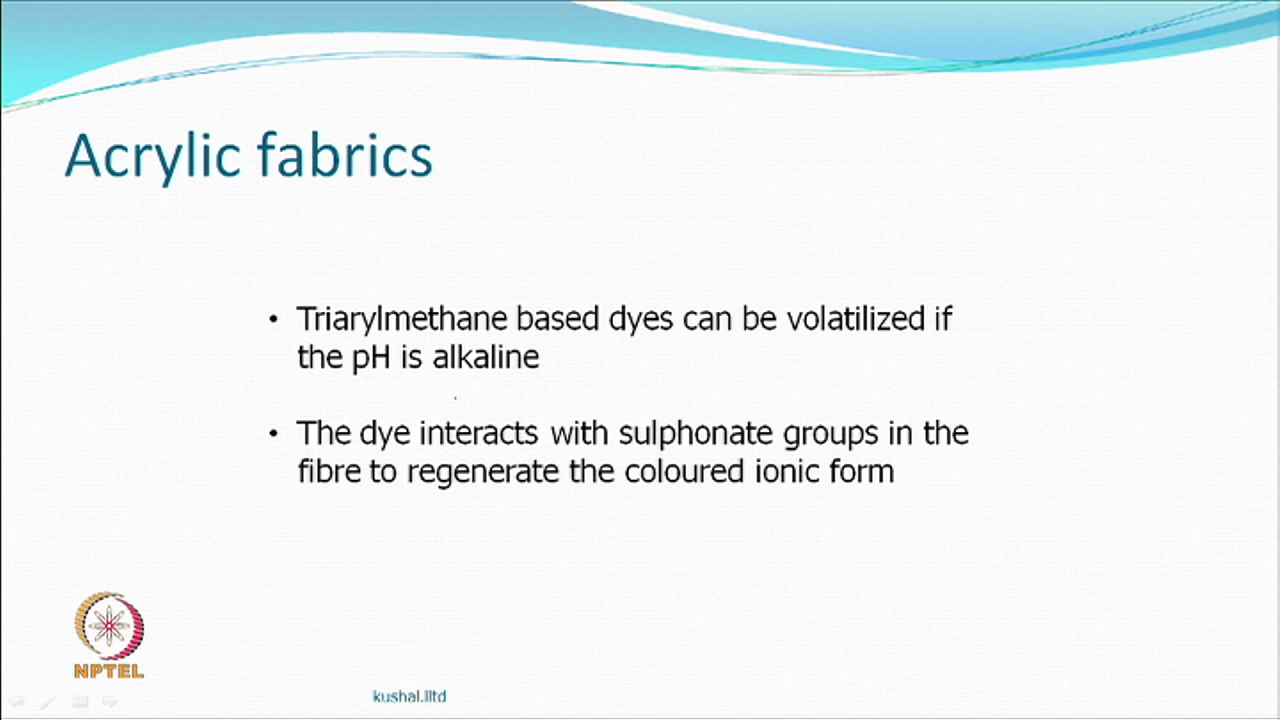 Acrylic fabrics
• Triarylmethane based dyes can be volatilized if
the pH is alkaline
• The dye interacts with sulphonate groups in the
fibre to regenerate the coloured ionic form
NPTEL
kushal.iitd